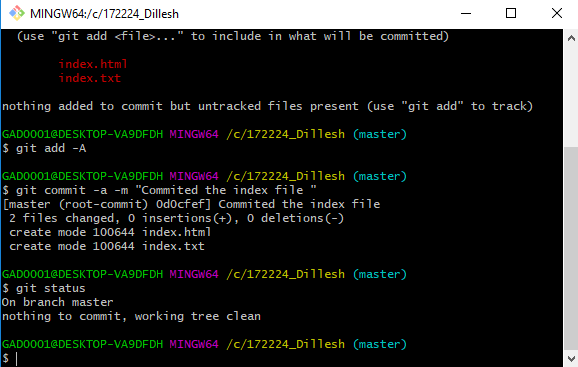 MINGW64:/c/172224_Dillesh
(use "git add <file>..." to include in what will be committed)
index.html
index.txt
nothing added to commit but untracked files present (use "git add" to track)
GAD0001@DESKTOP-VA9DFDH MINGW64 /c/172224_Dillesh (master)
$ git add -A
GAD0001@DESKTOP-VA9DFDH MINGW64 /c/172224_Dillesh (master)
$ git commit -a -m "Commited the index file "
[master (root-commit) 0d0cfef] Commited the index file
2 files changed, 0 insertions(+), 0 deletions(-)
create mode 100644 index.html
create mode 100644 index.txt
GAD0001@DESKTOP-VA9DFDH MINGW64 /c/172224_Dillesh (master)
$ git status
On branch master
nothing to commit, working tree clean
GAD0001@DESKTOP-VA9DFDH MINGW64 /c/172224_Dillesh (master)
$